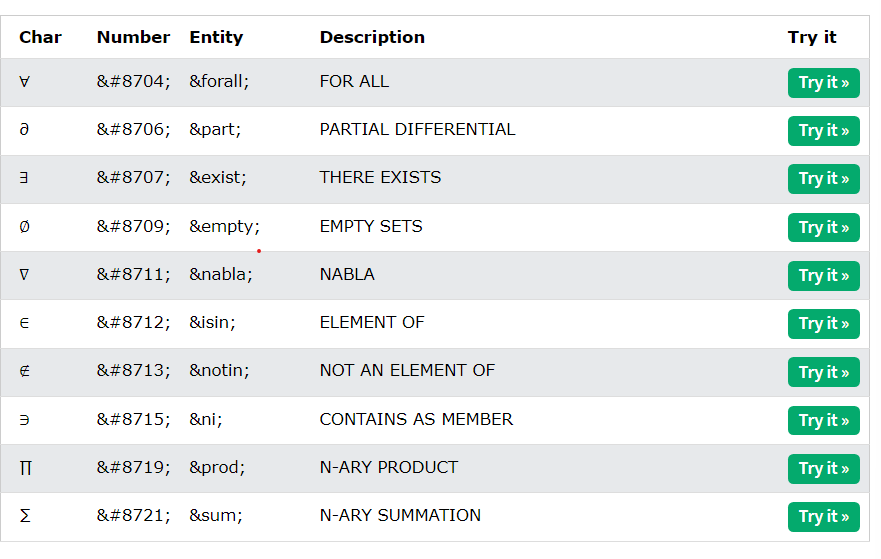 Char Number Entity Description Try it
∀ &#8704; &forall; FOR ALL Try it »
∂ &#8706; &part; PARTIAL DIFFERENTIAL Try it »
∃ &#8707; &exist; THERE EXISTS Try it »
∅ &#8709; &empty; EMPTY SETS Try it »
∇ &#8711; &nabla; NABLA Try it »
∈ &#8712; &isin; ELEMENT OF Try it »
∉ &#8713; &notin; NOT AN ELEMENT OF Try it »
∋ &#8715; &ni; CONTAINS AS MEMBER Try it »
∏ &#8719; &prod; N-ARY PRODUCT Try it »
∑ &#8721; &sum; N-ARY SUMMATION Try it »